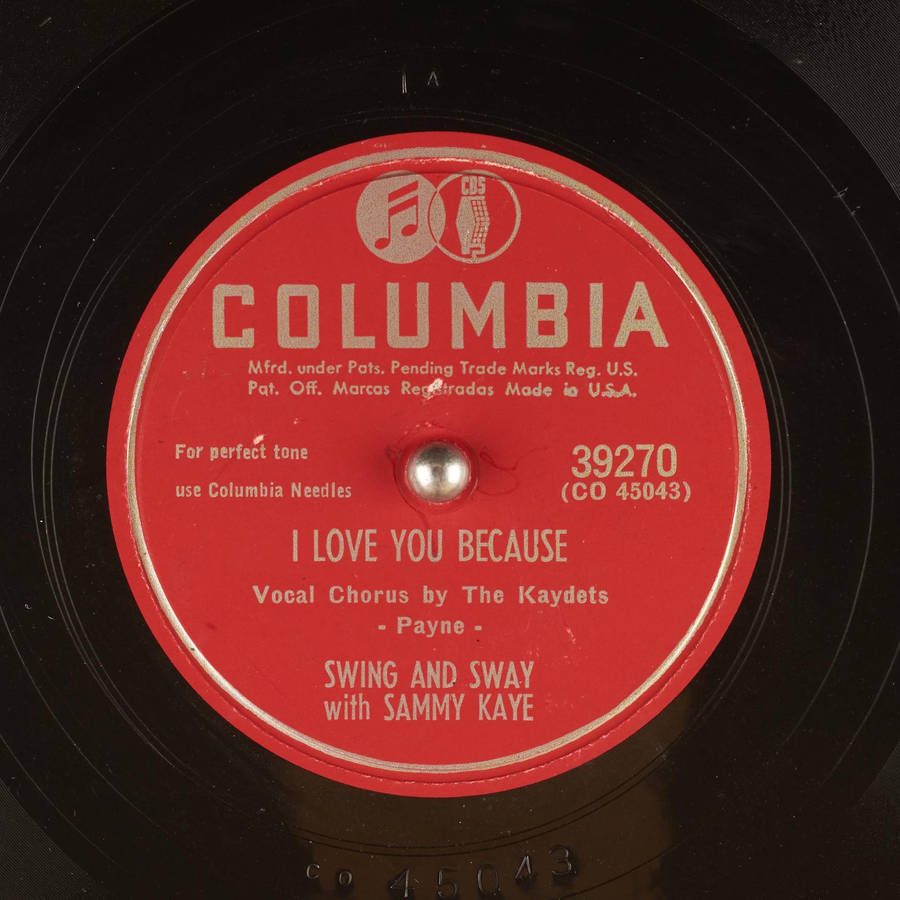 1A
CBS
COLUMBIA
Mfrd. under Pats. Pending Trade Marks Reg. U.S.
Pat. Off. Marcas Registradas Made in U.S.A.
For perfect tone
use Columbia Needles
39270
(CO 45043)
I LOVE YOU BECAUSE
Vocal Chorus by The Kaydets
- Payne -
SWING AND SWAY
with SAMMY KAYE
CO 45043